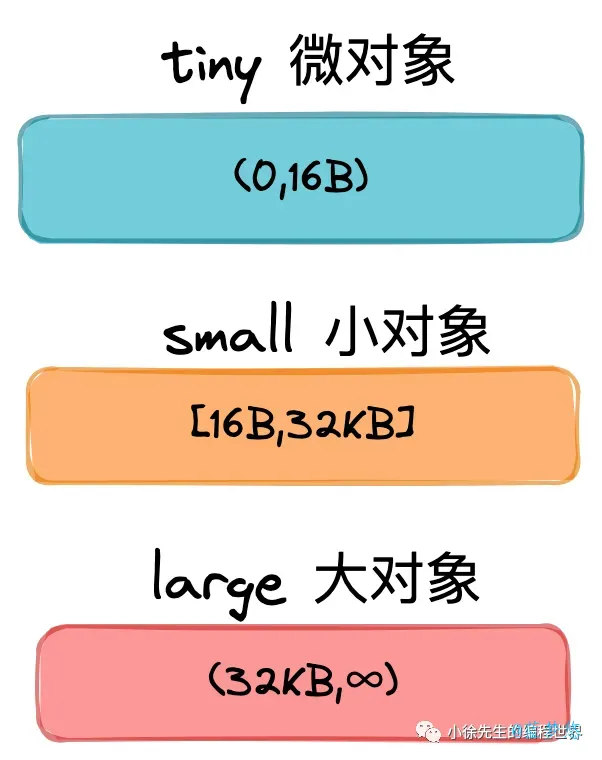 tiny 微对象
(0,16B)
small 小对象
[16B,32KB]
large 大对象
(32KB,∞)
小徐先生的编程世界